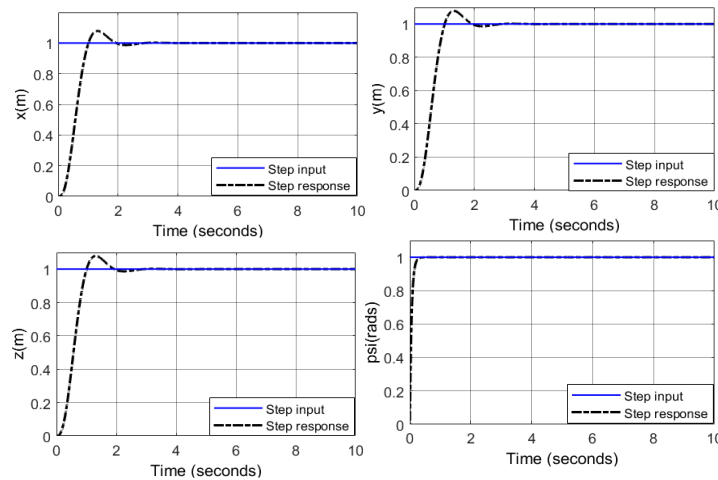 x(m)
1
0.8
0.6
0.4
0.2
0
0 2 4 6 8 10
Time (seconds)
Step input
Step response
y(m)
1
0.8
0.6
0.4
0.2
0
0 2 4 6 8 10
Time (seconds)
Step input
Step response
z(m)
1
0.8
0.6
0.4
0.2
0
0 2 4 6 8 10
Time (seconds)
Step input
Step response
psi(rads)
1
0.8
0.6
0.4
0.2
0
0 2 4 6 8 10
Time (seconds)
Step input
Step response